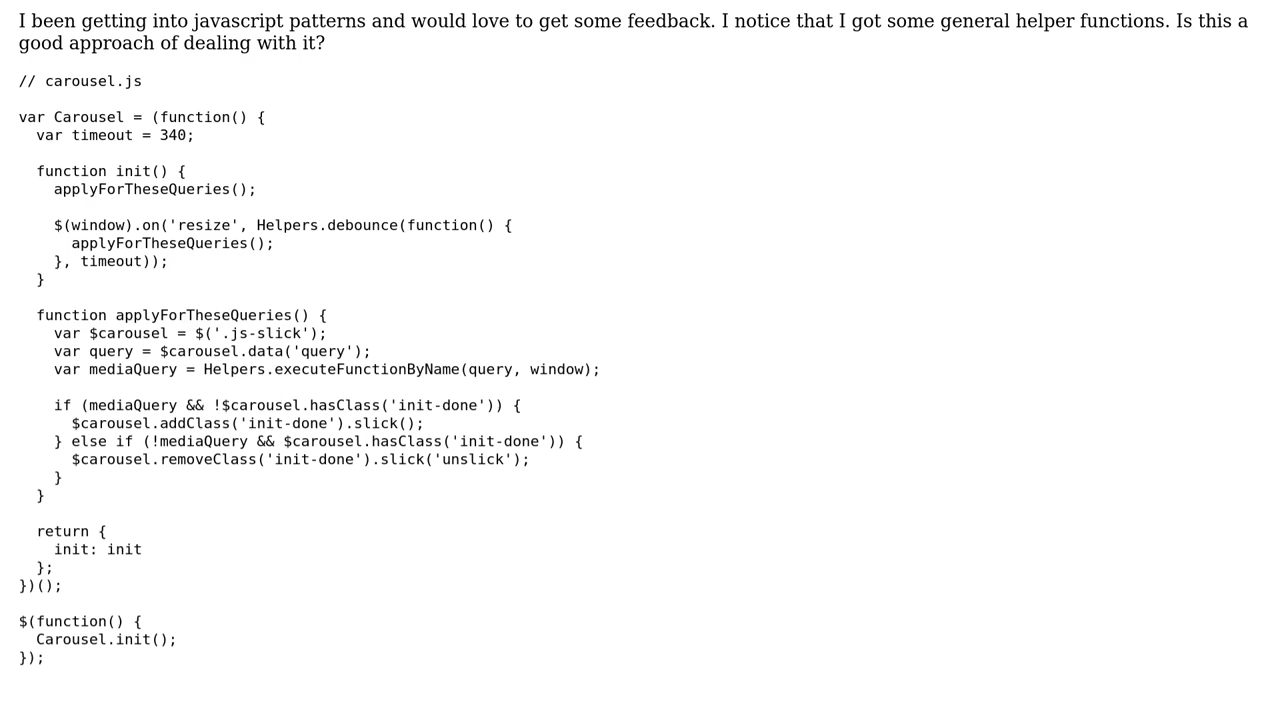 I been getting into javascript patterns and would love to get some feedback. I notice that I got some general helper functions. Is this a
good approach of dealing with it?
// carousel.js
var Carousel = (function() {
  var timeout = 340;
  function init() {
    applyForTheseQueries();
    $(window).on('resize', Helpers.debounce(function() {
      applyForTheseQueries();
    }, timeout));
  }
  function applyForTheseQueries() {
    var $carousel = $('.js-slick');
    var query = $carousel.data('query');
    var mediaQuery = Helpers.executeFunctionByName(query, window);
    if (mediaQuery && !$carousel.hasClass('init-done')) {
      $carousel.addClass('init-done').slick();
    } else if (!mediaQuery && $carousel.hasClass('init-done')) {
      $carousel.removeClass('init-done').slick('unslick');
    }
  }
  return {
    init: init
  };
})();
$(function() {
  Carousel.init();
});